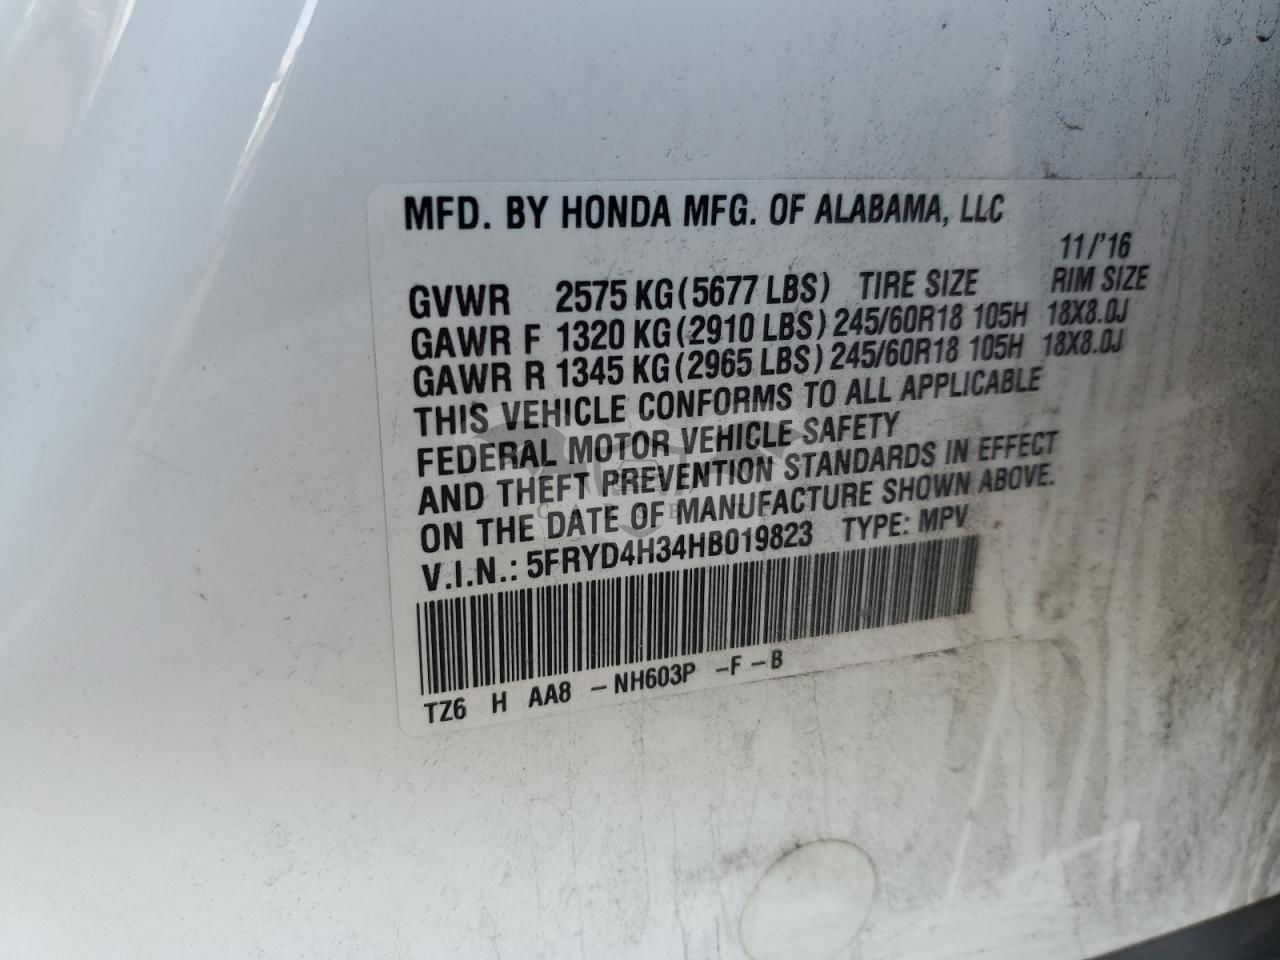 MFD. BY HONDA MFG. OF ALABAMA, LLC
11/'16
GVWR 2575 KG(5677 LBS) TIRE SIZE RIM SIZE
GAWR F 1320 KG(2910 LBS) 245/60R18 105H 18X8.0J
GAWR R 1345 KG(2965 LBS) 245/60R18 105H 18X8.0J
THIS VEHICLE CONFORMS TO ALL APPLICABLE
FEDERAL MOTOR VEHICLE SAFETY
AND THEFT PREVENTION STANDARDS IN EFFECT
ON THE DATE OF MANUFACTURE SHOWN ABOVE.
V.I.N.: 5FRYD4H34HB019823 TYPE: MPV
TZ6 H AA8 -NH603P -F-B